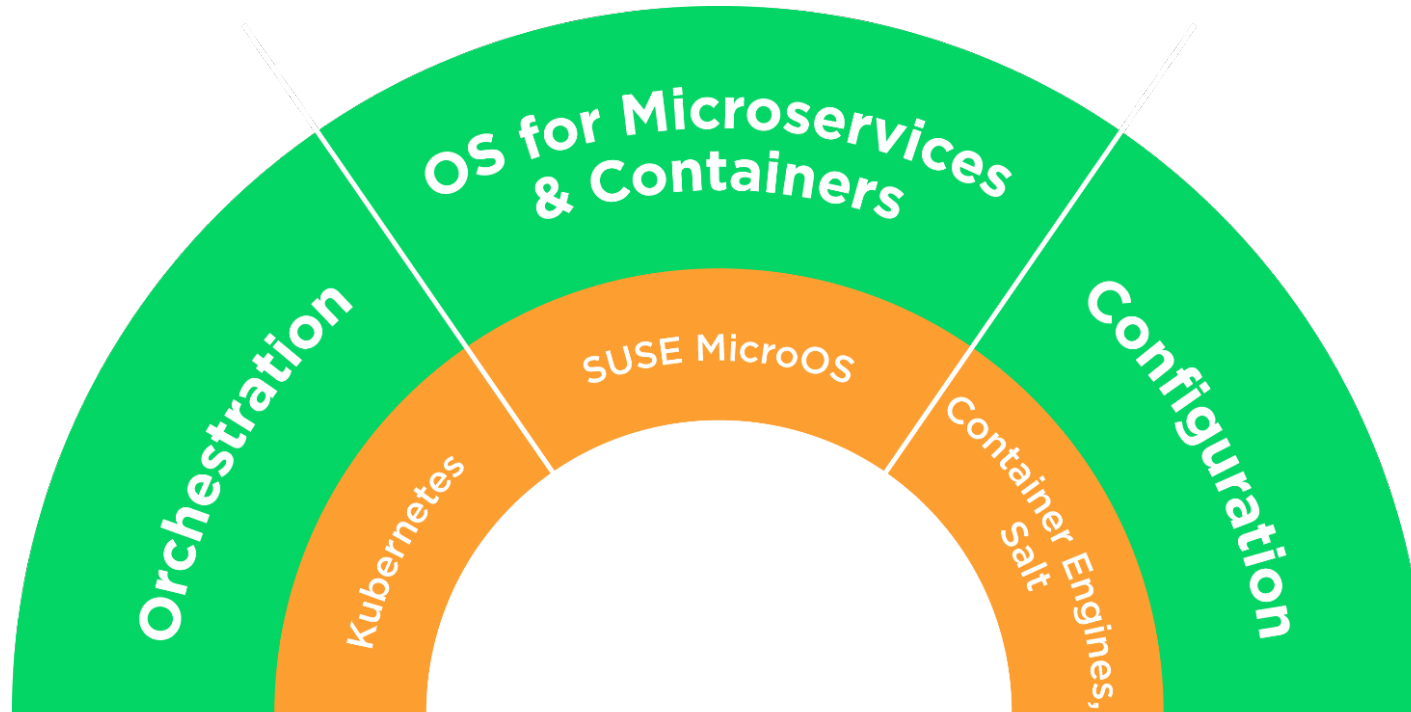 Orchestration
Kubernetes
OS for Microservices
& Containers
SUSE MicroOS
Configuration
Container Engines,
Salt